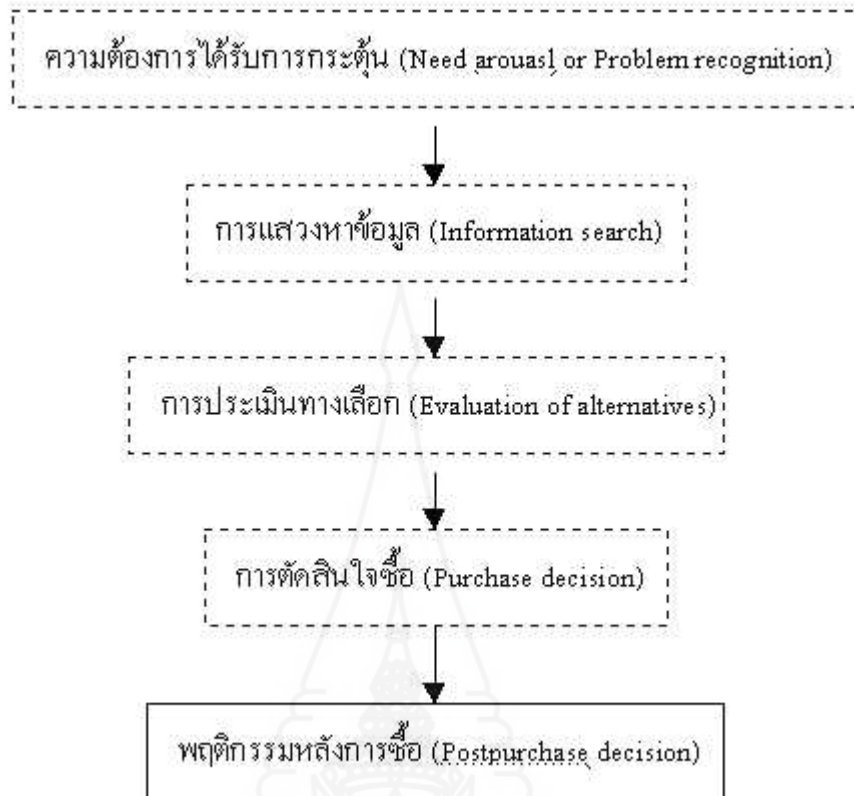 ความต้องการได้รับการกระตุ้น (Need arouasl or Problem recognition)
การแสวงหาข้อมูล (Information search)
การประเมินทางเลือก (Evaluation of alternatives)
การตัดสินใจซื้อ (Purchase decision)
พฤติกรรมหลังการซื้อ (Postpurchase decision)